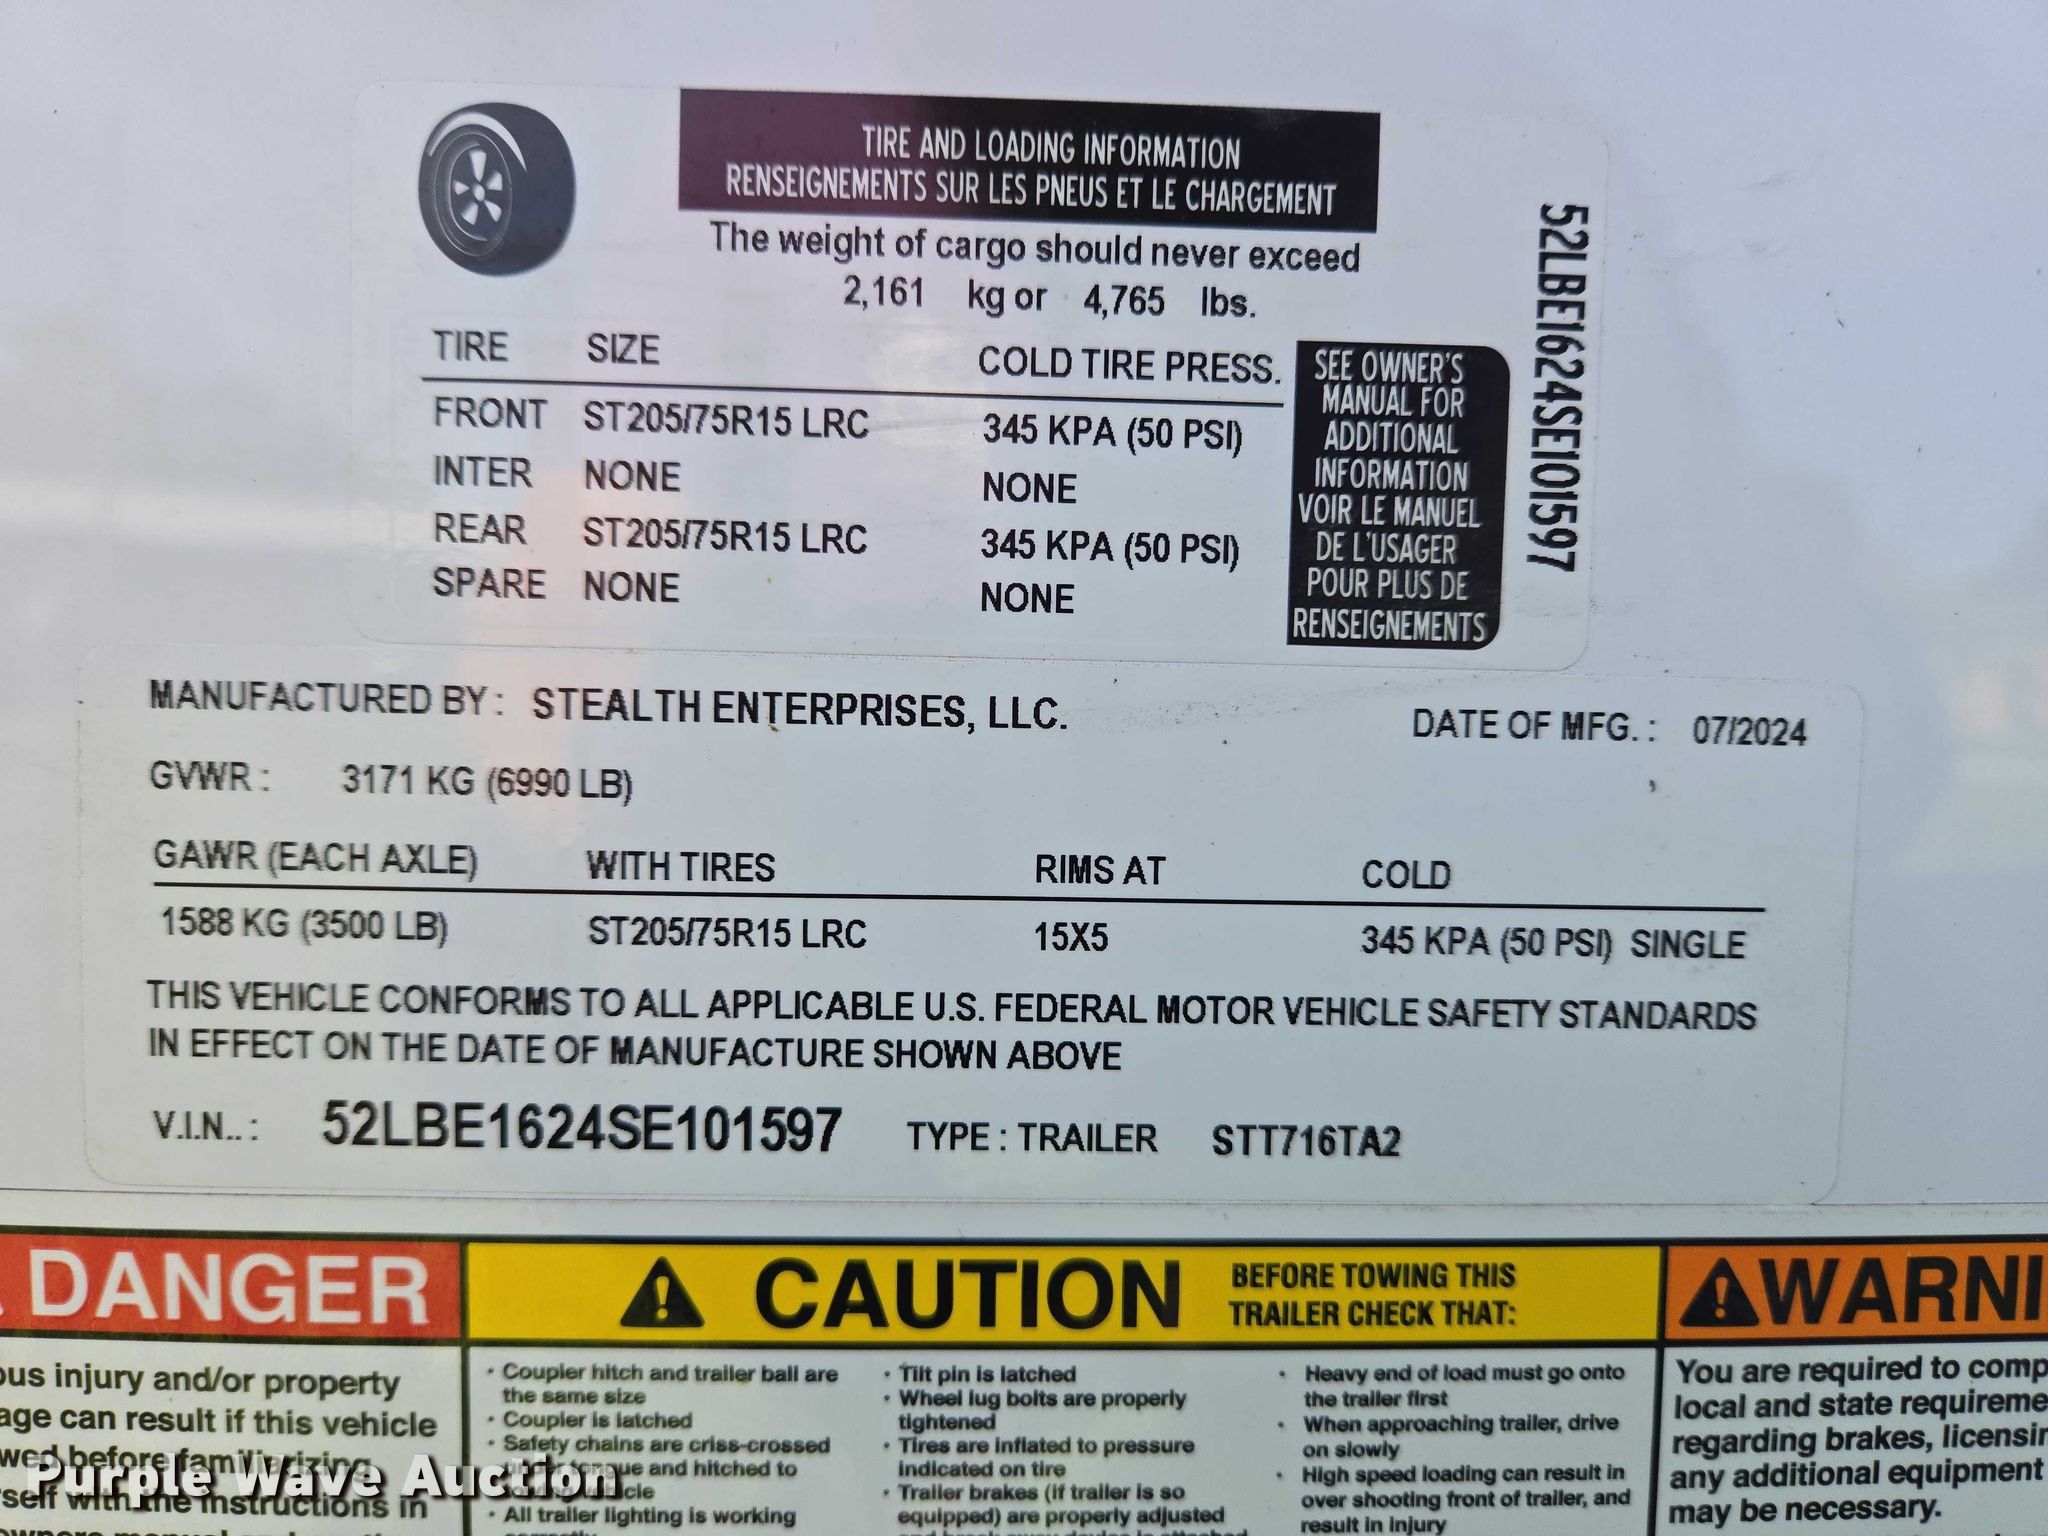 TIRE AND LOADING INFORMATION
RENSEIGNEMENTS SUR LES PNEUS ET LE CHARGEMENT
The weight of cargo should never exceed
2,161 kg or 4,765 lbs.
TIRE SIZE COLD TIRE PRESS.
FRONT ST205/75R15 LRC 345 KPA (50 PSI)
INTER NONE NONE
REAR ST205/75R15 LRC 345 KPA (50 PSI)
SPARE NONE NONE
SEE OWNER'S
MANUAL FOR
ADDITIONAL
INFORMATION
VOIR LE MANUEL
DE L'USAGER
POUR PLUS DE
RENSEIGNEMENTS
52LBE1624SE101597
MANUFACTURED BY: STEALTH ENTERPRISES, LLC. DATE OF MFG.: 07/2024
GVWR: 3171 KG (6990 LB)
GAWR (EACH AXLE) WITH TIRES RIMS AT COLD
1588 KG (3500 LB) ST205/75R15 LRC 15X5 345 KPA (50 PSI) SINGLE
THIS VEHICLE CONFORMS TO ALL APPLICABLE U.S. FEDERAL MOTOR VEHICLE SAFETY STANDARDS
IN EFFECT ON THE DATE OF MANUFACTURE SHOWN ABOVE
V.I.N..: 52LBE1624SE101597 TYPE: TRAILER STT716TA2
DANGER
ous injury and/or property
age can result if this vehicle
wed before familiarizing
self with the instructions in
CAUTION BEFORE TOWING THIS
TRAILER CHECK THAT:
· Coupler hitch and trailer ball are
the same size
· Coupler is latched
· Safety chains are criss-crossed
tongue and hitched to
· All trailer lighting is working
· Tilt pin is latched
· Wheel lug bolts are properly
tightened
· Tires are inflated to pressure
indicated on tire
· Trailer brakes (if trailer is so
equipped) are properly adjusted
· Heavy end of load must go onto
the trailer first
· When approaching trailer, drive
on slowly
· High speed loading can result in
over shooting front of trailer, and
result in injury
WARNI
You are required to comp
local and state requireme
regarding brakes, licensin
any additional equipment
may be necessary.
Purple Wave Auction